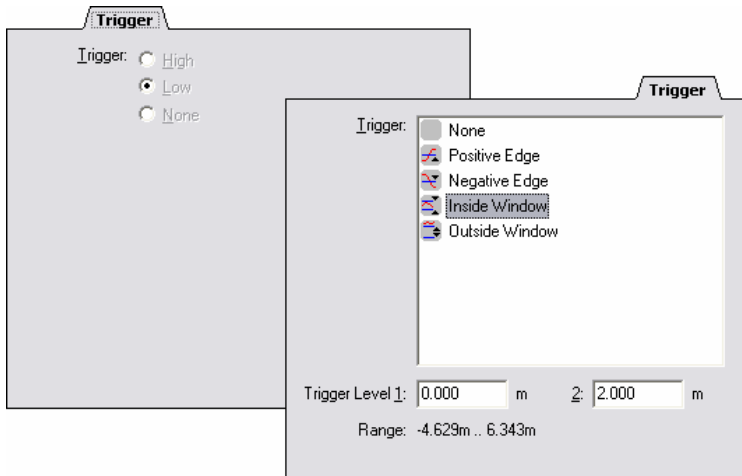 Trigger
Trigger: High
Low
None
Trigger
Trigger: None
Positive Edge
Negative Edge
Inside Window
Outside Window
Trigger Level 1: 0.000 m 2: 2.000 m
Range: -4.629m .. 6.343m